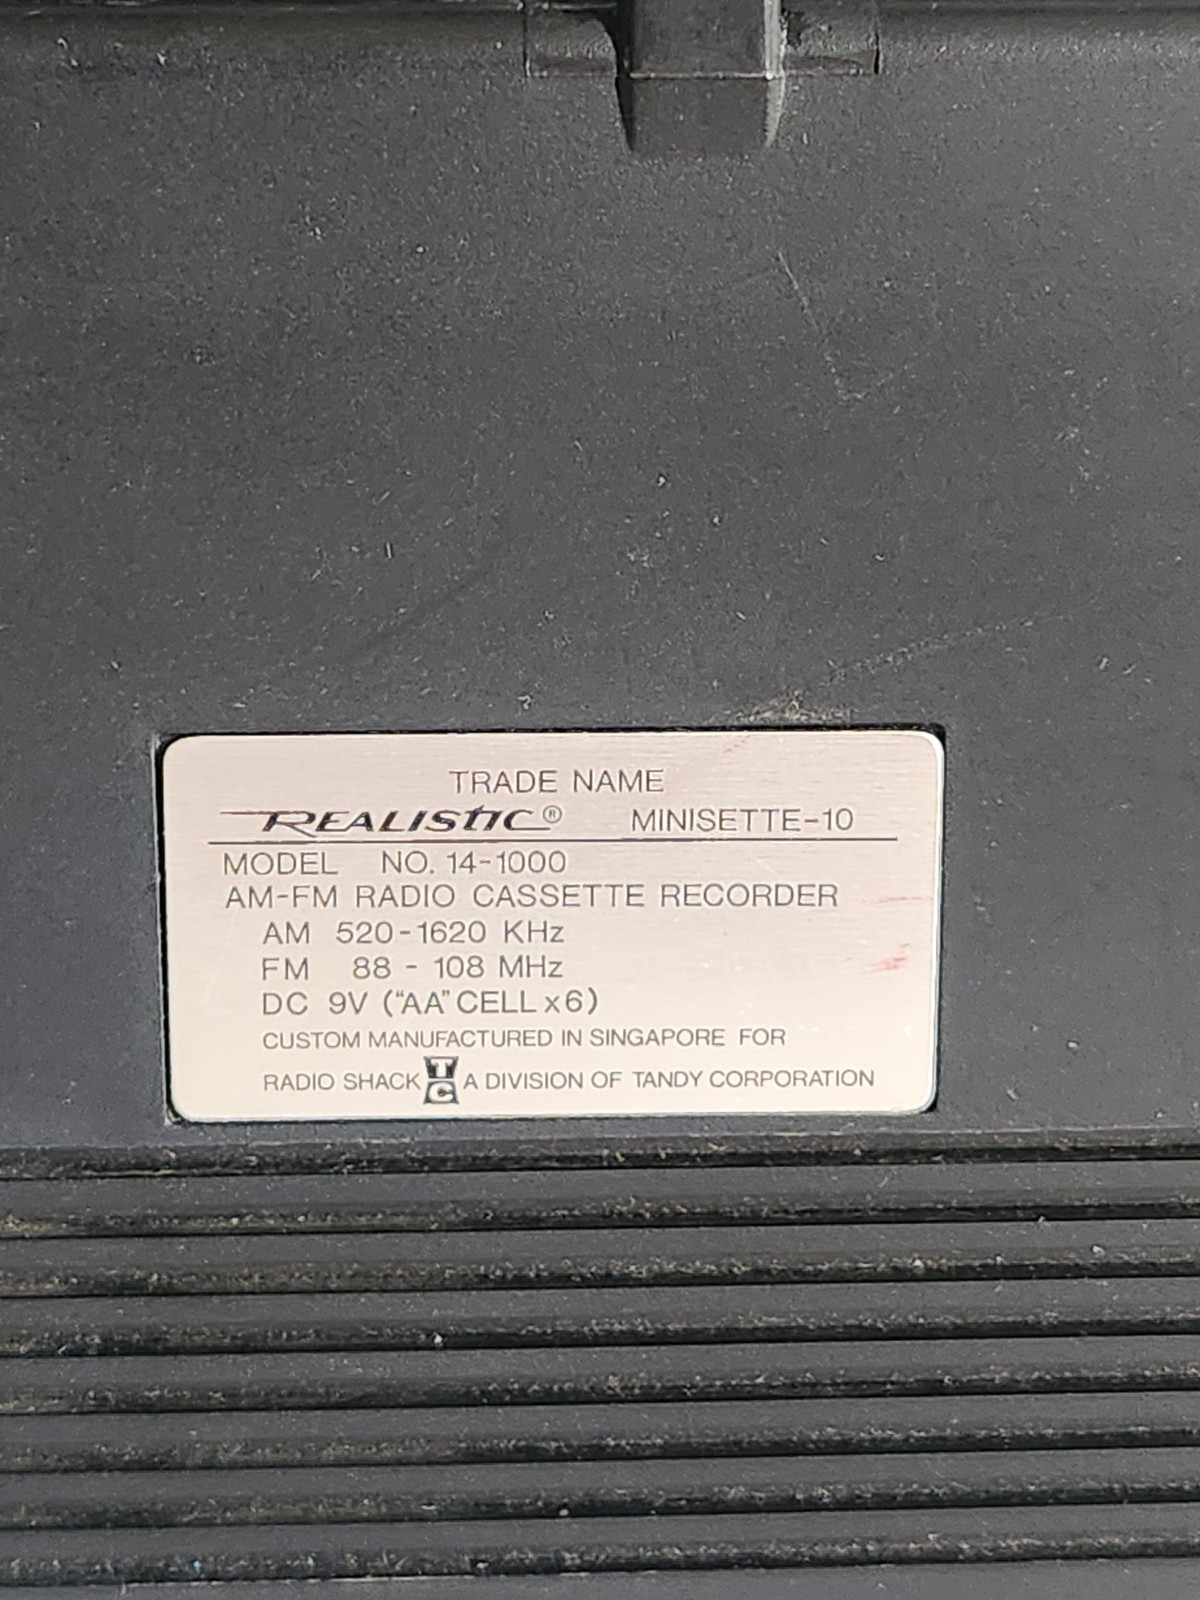 TRADE NAME
REALISTIC® MINISETTE-10
MODEL NO. 14-1000
AM-FM RADIO CASSETTE RECORDER
AM 520-1620 KHz
FM 88 - 108 MHz
DC 9V ("AA" CELL x 6)
CUSTOM MANUFACTURED IN SINGAPORE FOR
RADIO SHACK TC A DIVISION OF TANDY CORPORATION